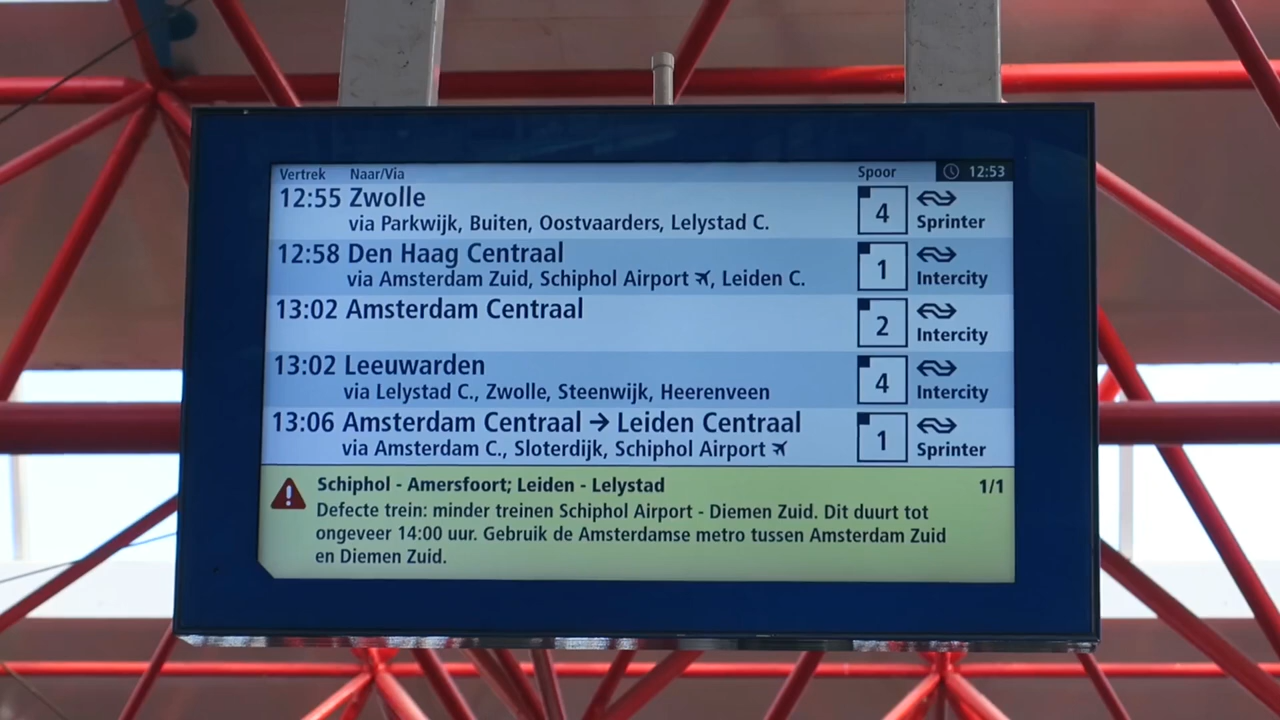 Vertrek Naar/Via Spoor 12:53
12:55 Zwolle 4 Sprinter
via Parkwijk, Buiten, Oostvaarders, Lelystad C.
12:58 Den Haag Centraal 1 Intercity
via Amsterdam Zuid, Schiphol Airport ✈, Leiden C.
13:02 Amsterdam Centraal 2 Intercity
13:02 Leeuwarden 4 Intercity
via Lelystad C., Zwolle, Steenwijk, Heerenveen
13:06 Amsterdam Centraal → Leiden Centraal 1 Sprinter
via Amsterdam C., Sloterdijk, Schiphol Airport ✈
Schiphol - Amersfoort; Leiden - Lelystad 1/1
Defecte trein: minder treinen Schiphol Airport - Diemen Zuid. Dit duurt tot
ongeveer 14:00 uur. Gebruik de Amsterdamse metro tussen Amsterdam Zuid
en Diemen Zuid.